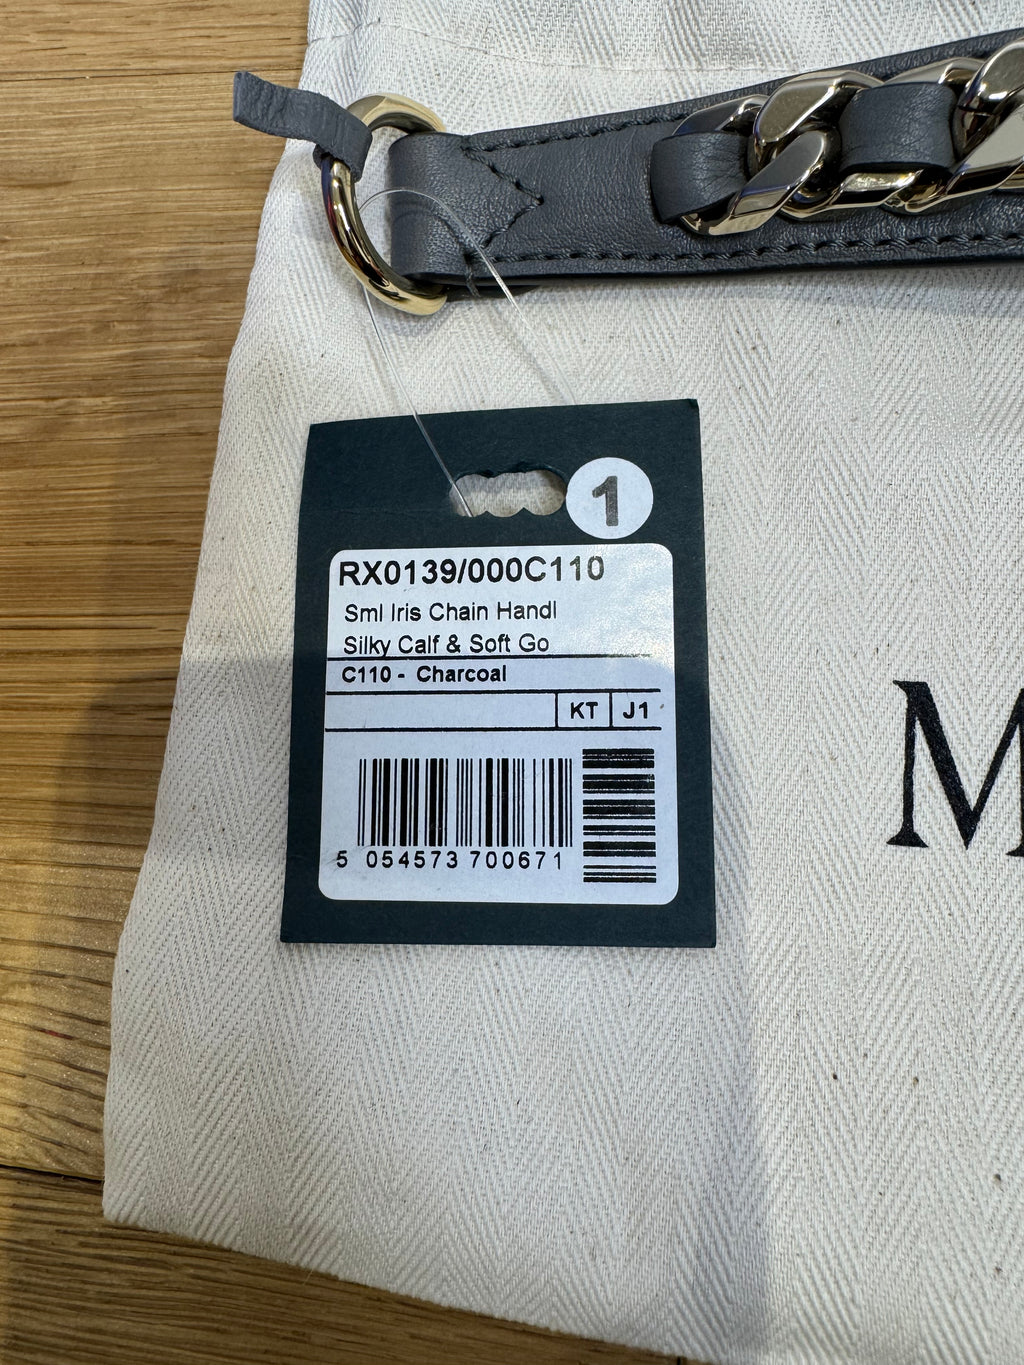 1
RX0139/000C110
Sml Iris Chain Handl
Silky Calf & Soft Go
C110 - Charcoal
KT J1
5 054573 700671
M